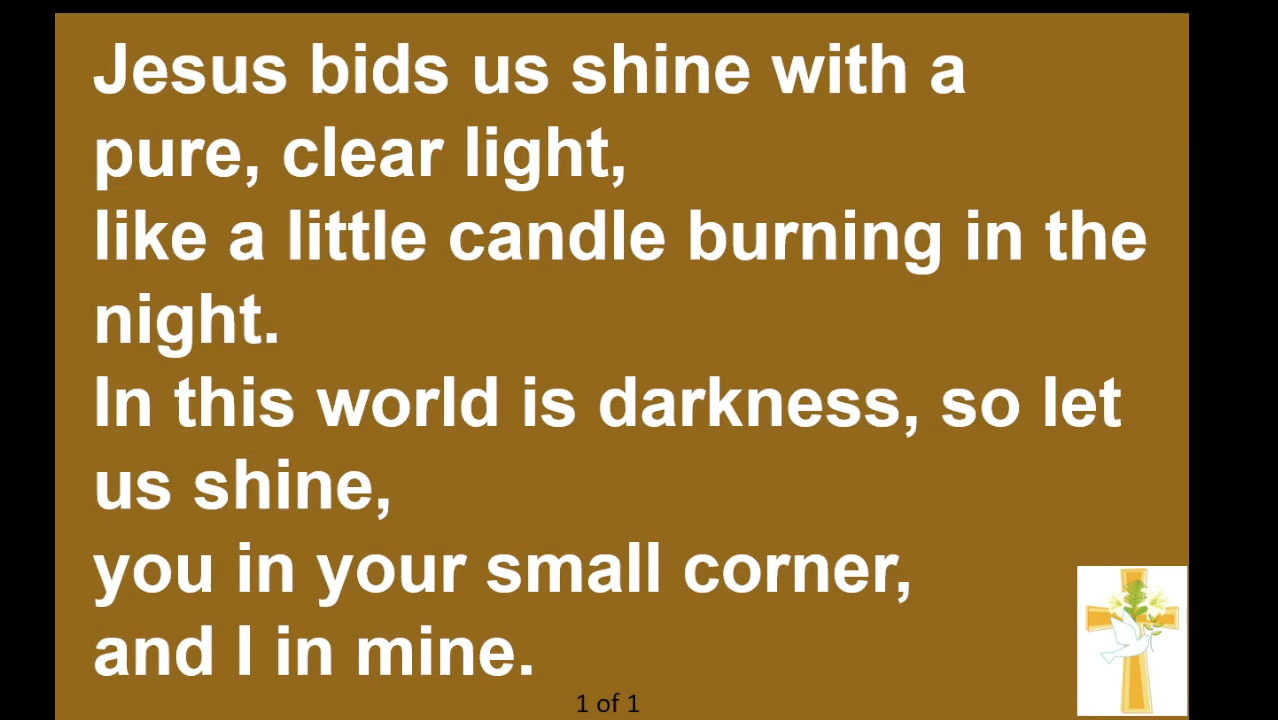 Jesus bids us shine with a
pure, clear light,
like a little candle burning in the
night.
In this world is darkness, so let
us shine,
you in your small corner,
and I in mine.
1 of 1